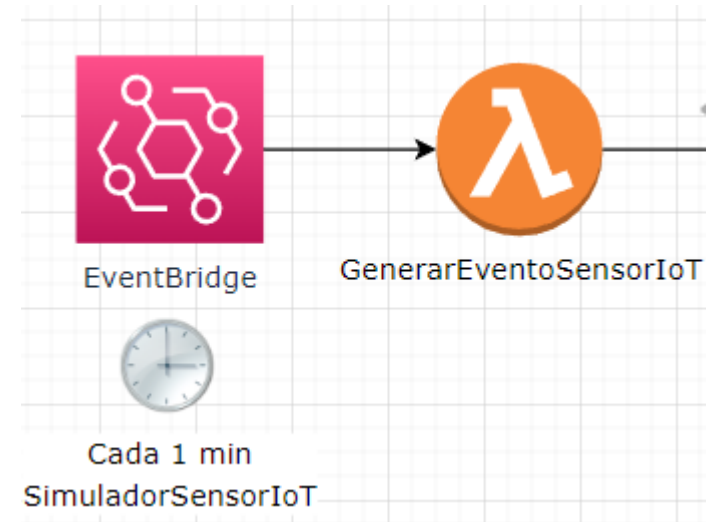 EventBridge
GenerarEventoSensorIoT
Cada 1 min
SimuladorSensorIoT